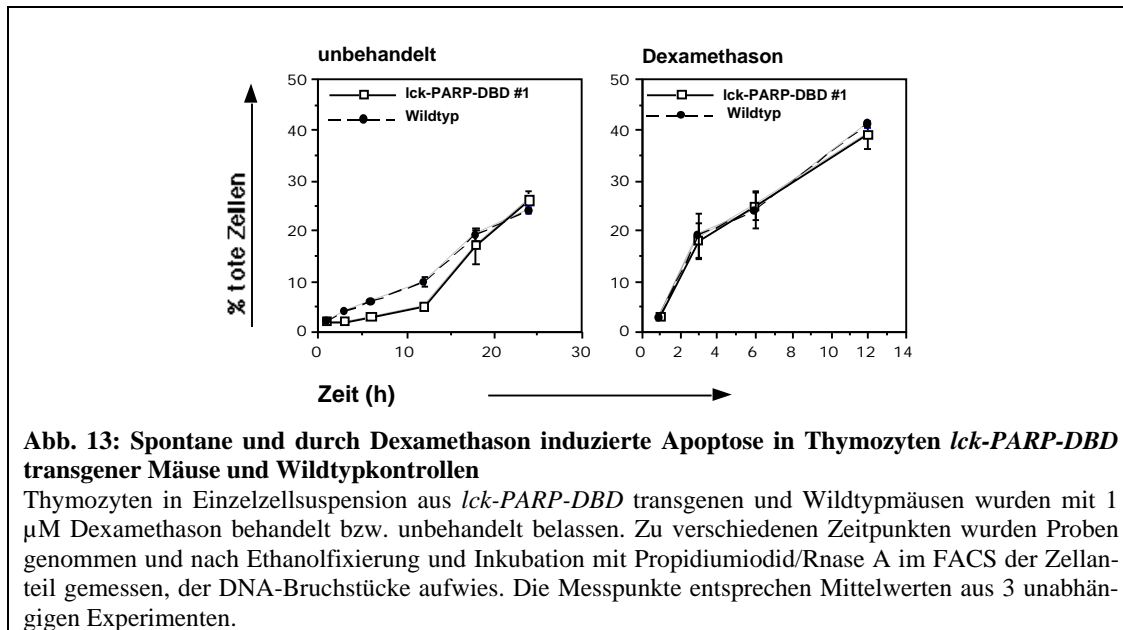 unbehandelt
50
40
30
20
10
0
lck-PARP-DBD #1
Wildtyp
0 10 20 30
% tote Zellen
Dexamethason
50
40
30
20
10
0
lck-PARP-DBD #1
Wildtyp
0 2 4 6 8 10 12 14
Zeit (h)
Abb. 13: Spontane und durch Dexamethason induzierte Apoptose in Thymozyten lck-PARP-DBD
transgener Mäuse und Wildtypkontrollen
Thymozyten in Einzelzellsuspension aus lck-PARP-DBD transgenen und Wildtypmäusen wurden mit 1
µM Dexamethason behandelt bzw. unbehandelt belassen. Zu verschiedenen Zeitpunkten wurden Proben
genommen und nach Ethanolfixierung und Inkubation mit Propidiumiodid/Rnase A im FACS der Zellan-
teil gemessen, der DNA-Bruchstücke aufwies. Die Messpunkte entsprechen Mittelwerten aus 3 unabhän-
gigen Experimenten.